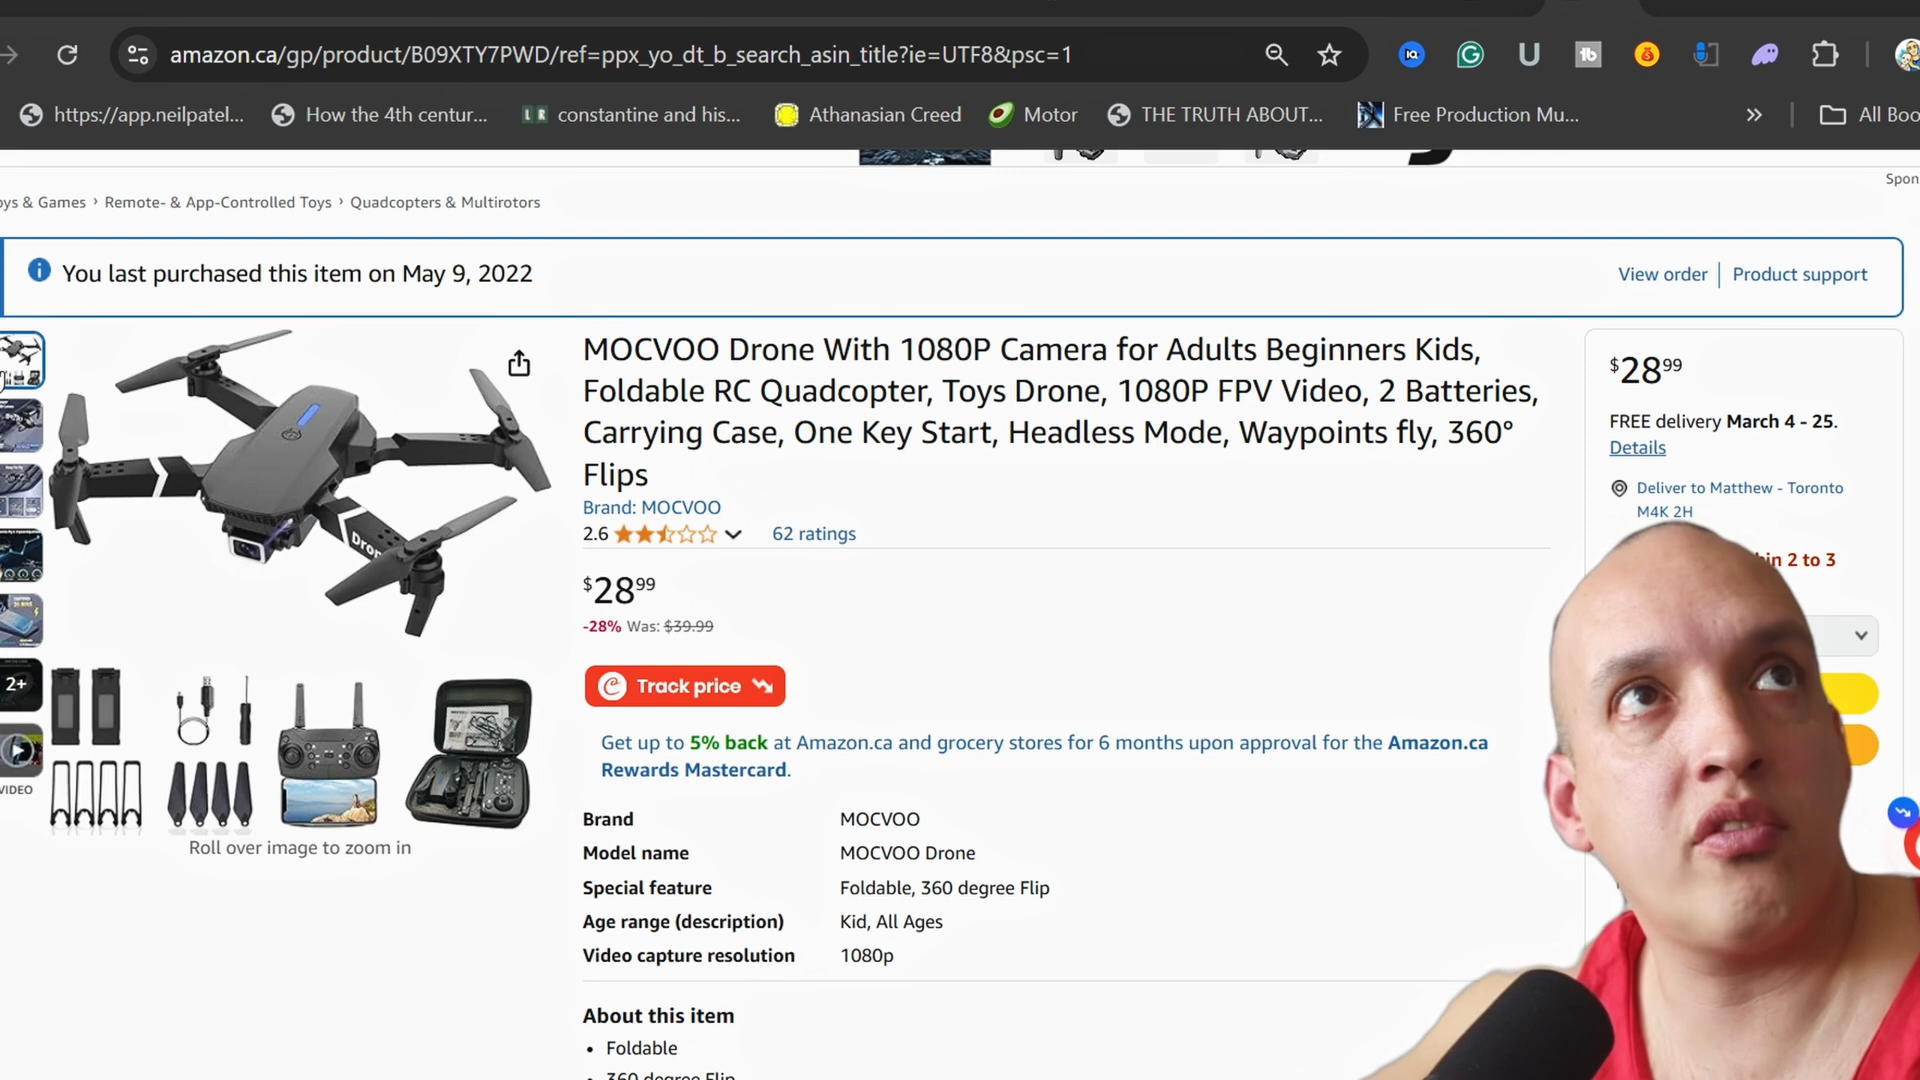 amazon.ca/gp/product/B09XTY7PWD/ref=ppx_yo_dt_b_search_asin_title?ie=UTF8&psc=1
https://app.neilpatel...
How the 4th centur...
constantine and his...
Athanasian Creed
Motor
THE TRUTH ABOUT...
Free Production Mu...
All Boo
Spon
oys & Games › Remote- & App-Controlled Toys › Quadcopters & Multirotors
You last purchased this item on May 9, 2022
View order
Product support
MOCVOO Drone With 1080P Camera for Adults Beginners Kids,
Foldable RC Quadcopter, Toys Drone, 1080P FPV Video, 2 Batteries,
Carrying Case, One Key Start, Headless Mode, Waypoints fly, 360°
Flips
Brand: MOCVOO
2.6
62 ratings
$28.99
-28% Was: $39.99
Track price
Get up to 5% back at Amazon.ca and grocery stores for 6 months upon approval for the Amazon.ca
Rewards Mastercard.
Brand MOCVOO
Model name MOCVOO Drone
Special feature Foldable, 360 degree Flip
Age range (description) Kid, All Ages
Video capture resolution 1080p
About this item
• Foldable
• 360 degree Flip
$28.99
FREE delivery March 4 - 25.
Details
Deliver to Matthew - Toronto
M4K 2H
in 2 to 3
2+
VIDEO
Roll over image to zoom in